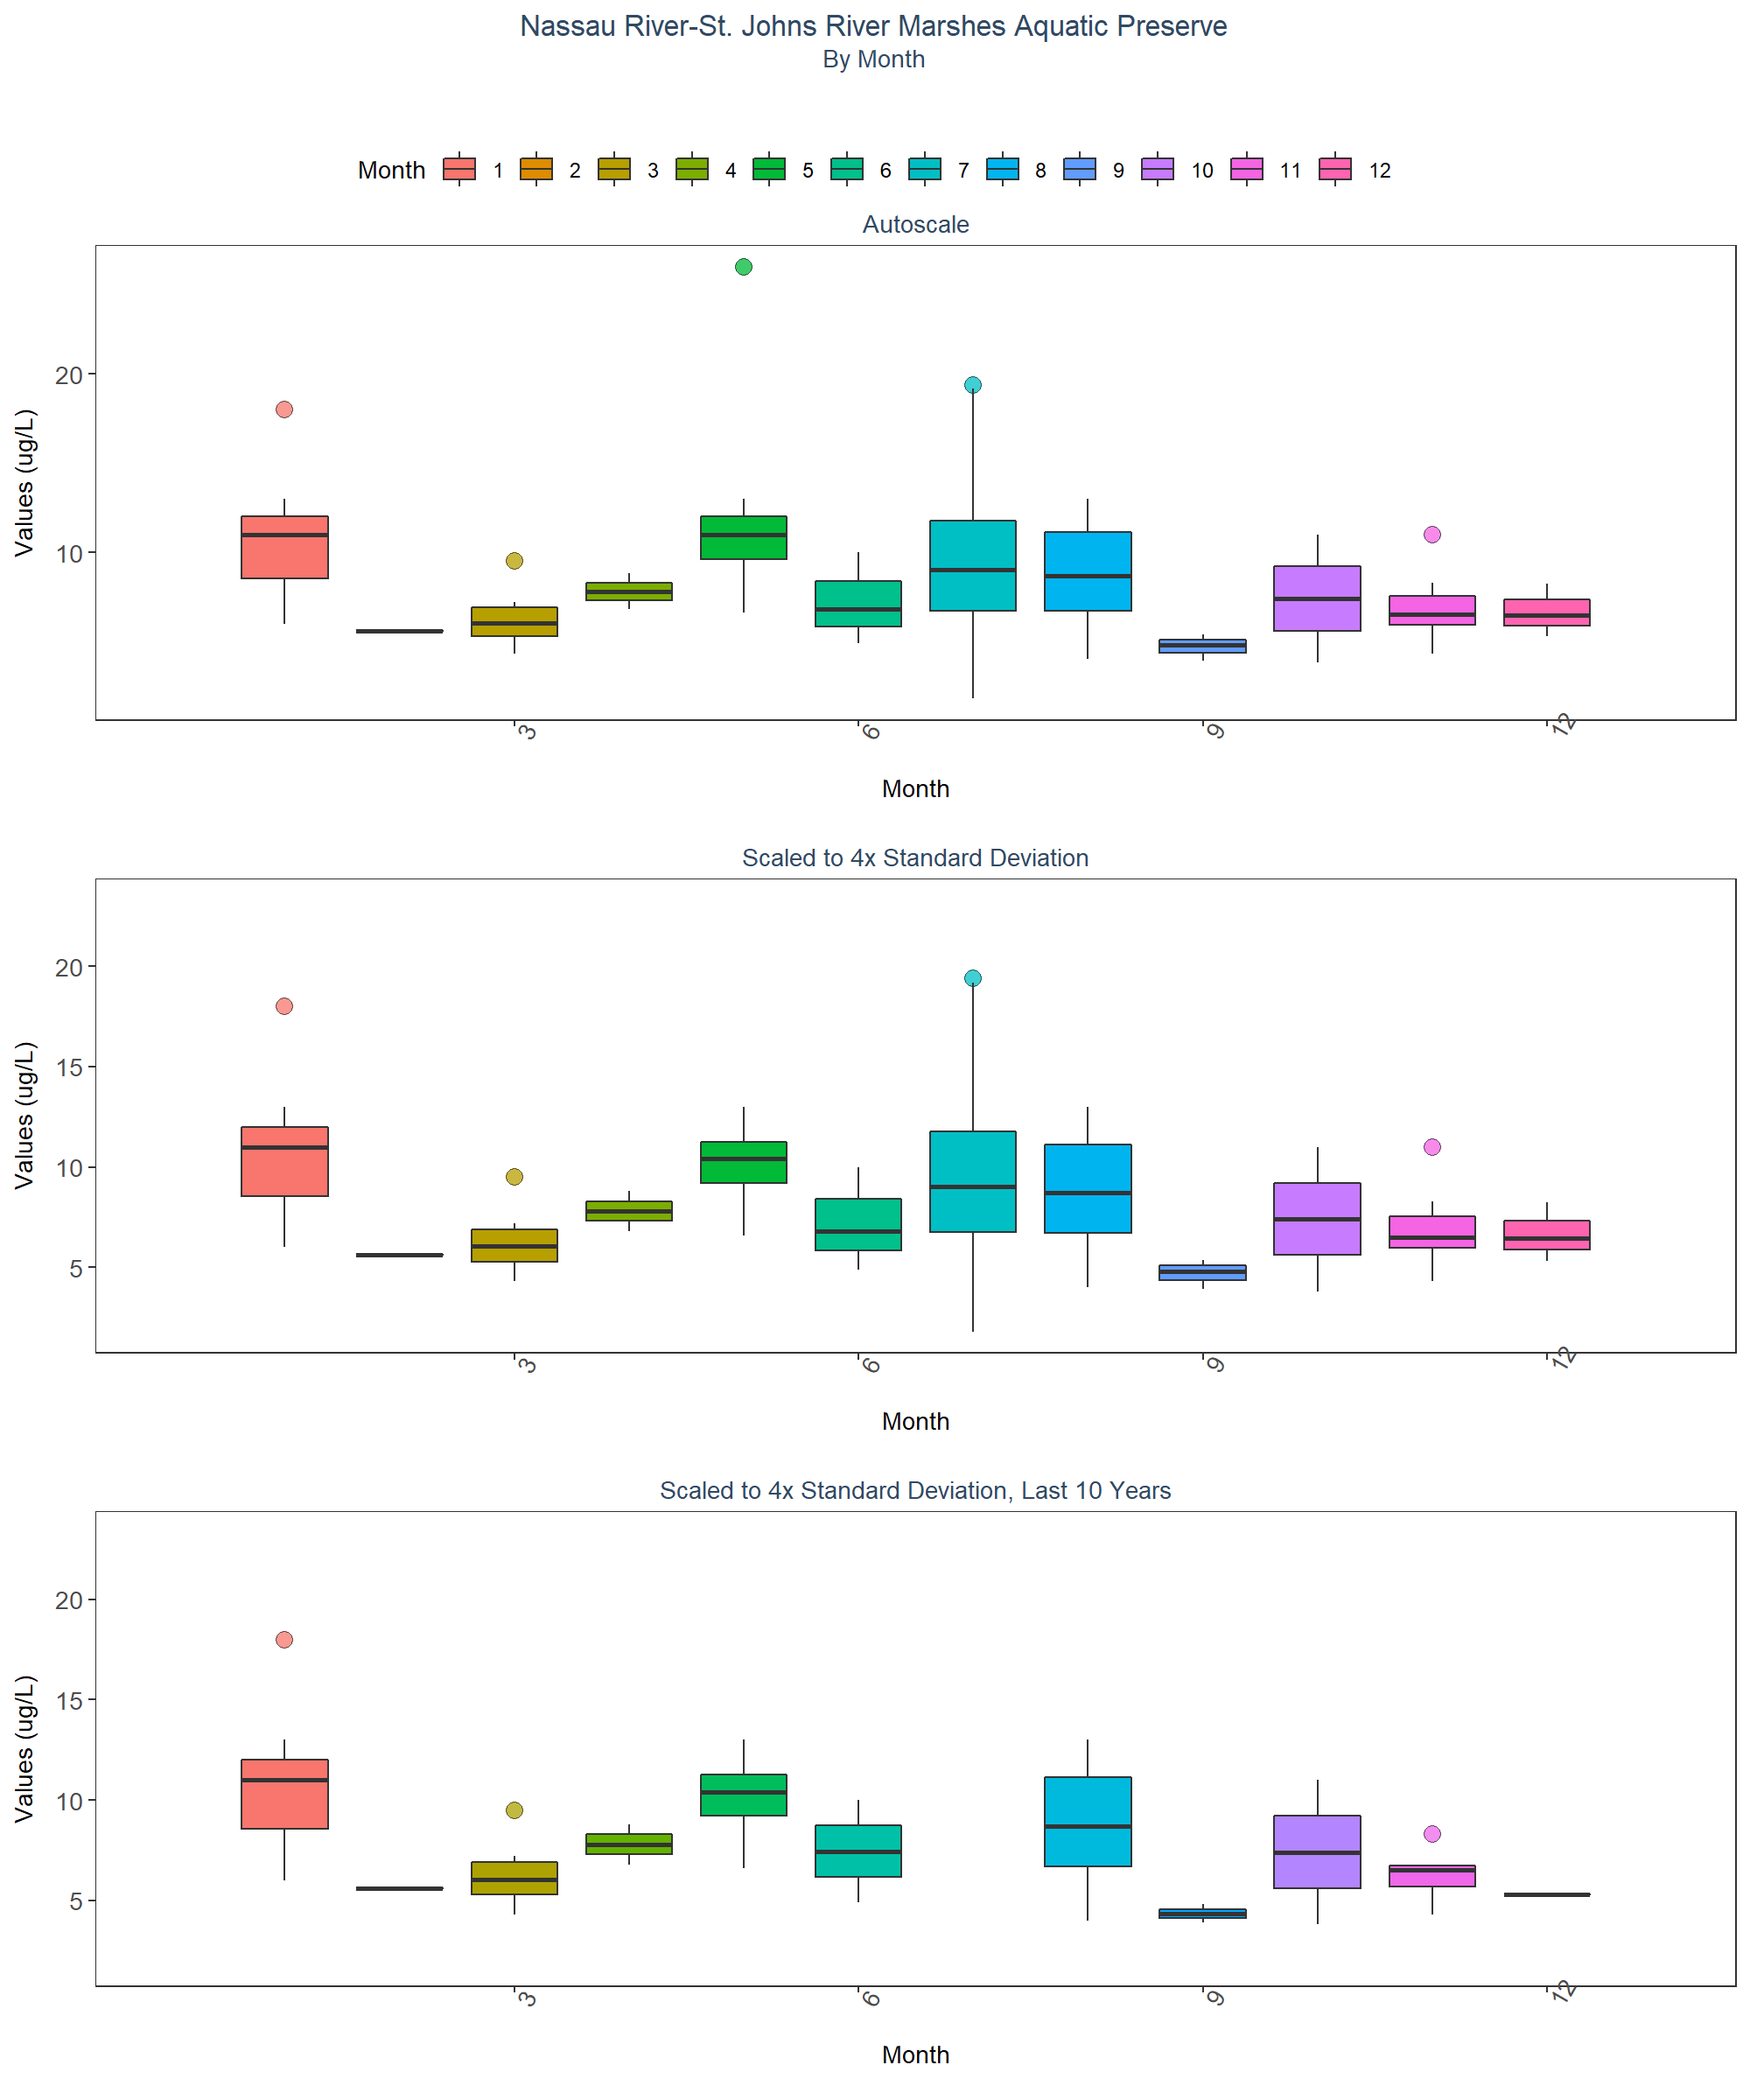 Nassau River-St. Johns River Marshes Aquatic Preserve
By Month
Month 1 2 3 4 5 6 7 8 9 10 11 12
Autoscale
Values (ug/L)
20
10
3 6 9 12
Month
Scaled to 4x Standard Deviation
Values (ug/L)
20
15
10
5
3 6 9 12
Month
Scaled to 4x Standard Deviation, Last 10 Years
Values (ug/L)
20
15
10
5
3 6 9 12
Month